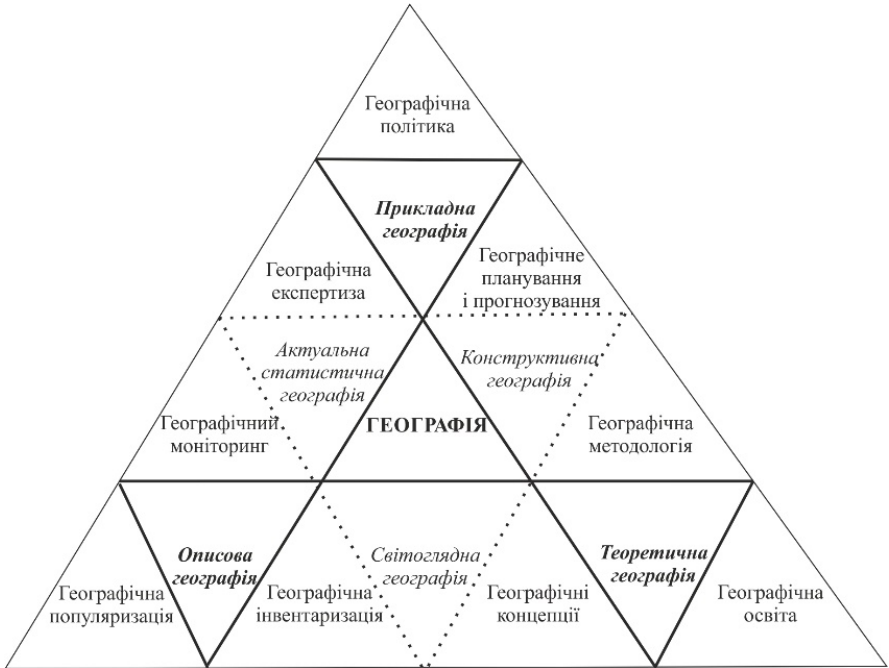 Географічна
політика
Прикладна
географія
Географічна
експертиза
Географічне
планування
і прогнозування
Актуальна
статистична
географія
Конструктивна
географія
Географічний
моніторинг
ГЕОГРАФІЯ
Географічна
методологія
Описова
географія
Світоглядна
географія
Теоретична
географія
Географічна
популяризація
Географічна
інвентаризація
Географічні
концепції
Географічна
освіта